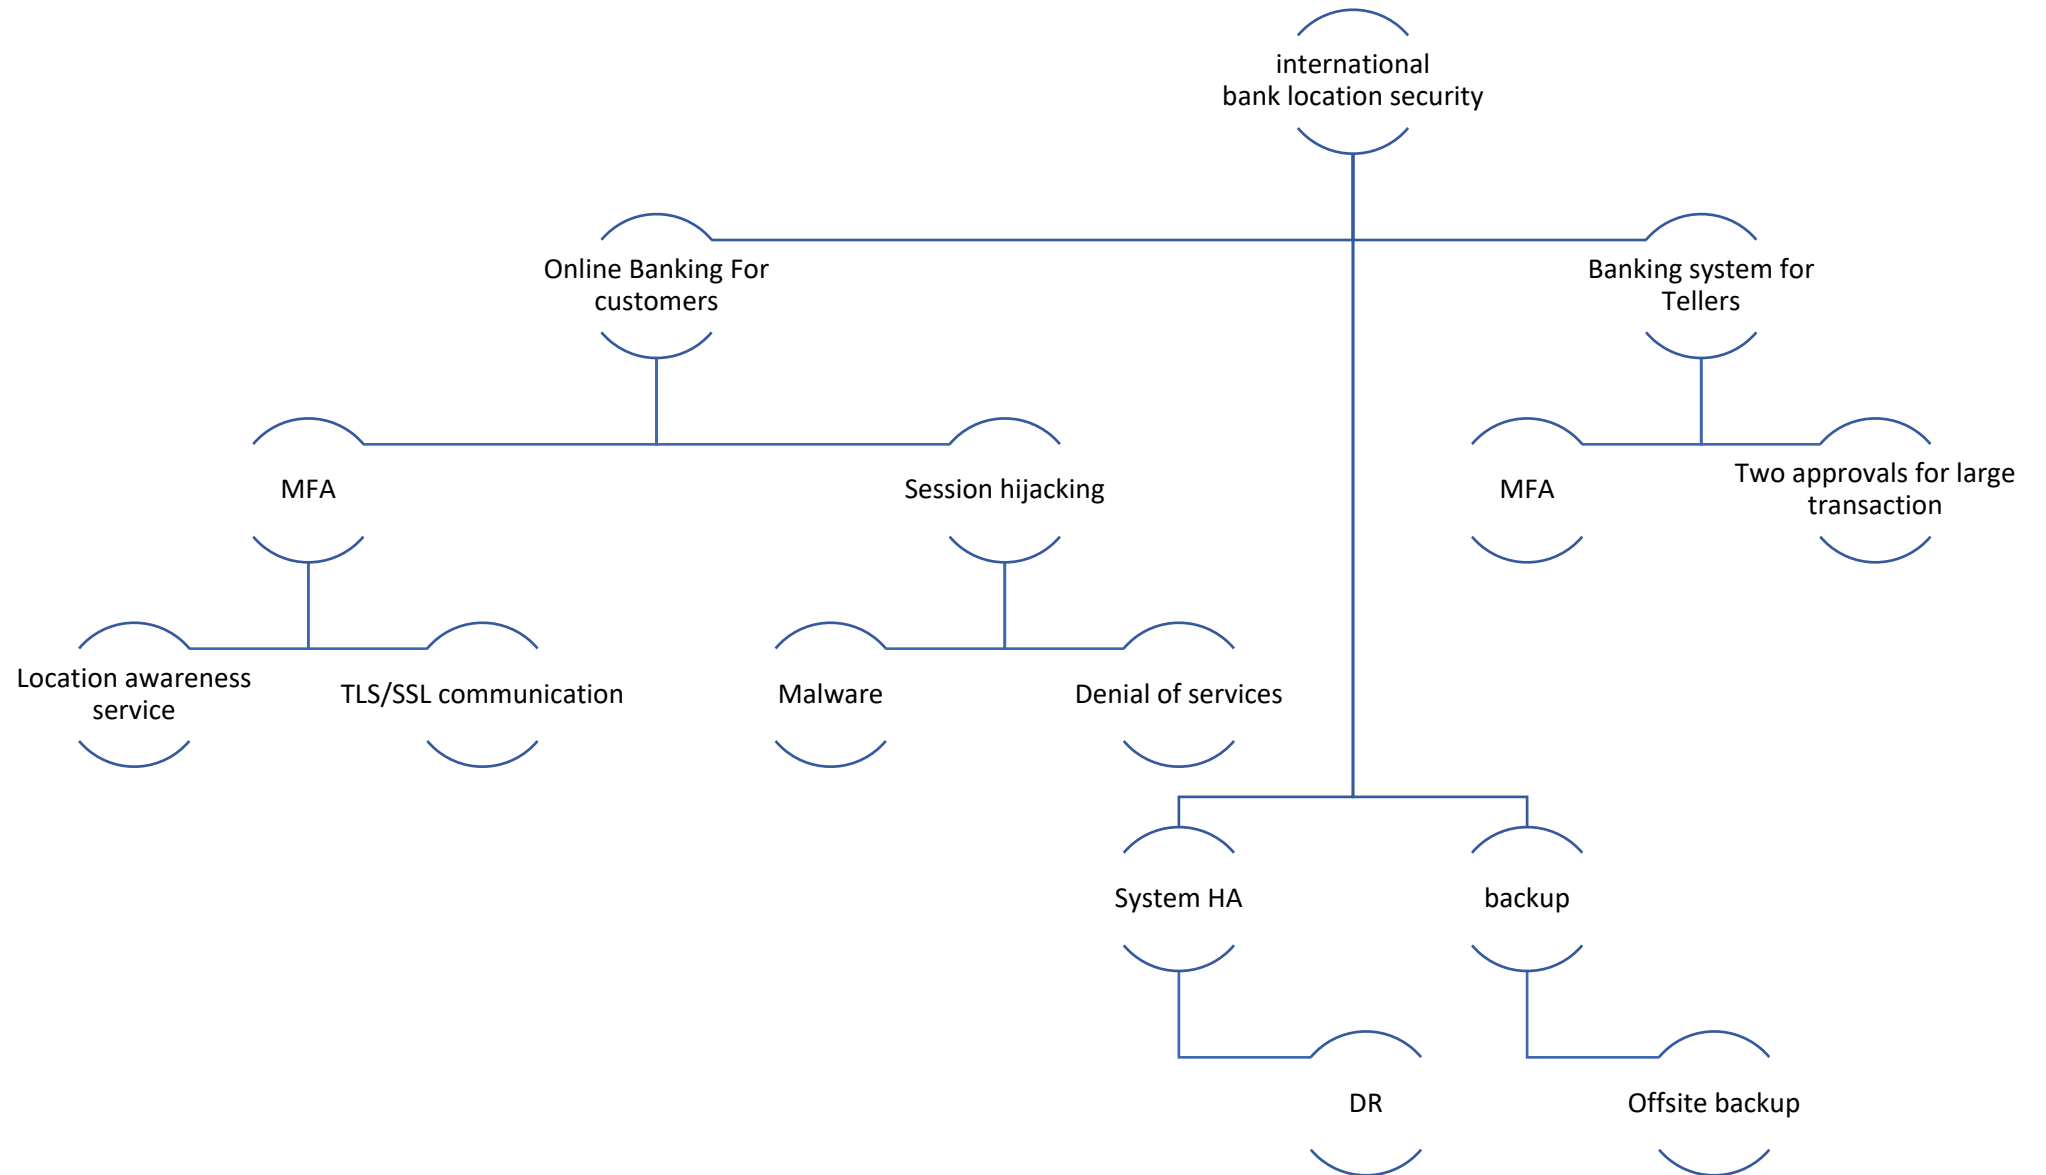 international
bank location security
Online Banking For
customers
Banking system for
Tellers
MFA
Session hijacking
MFA
Two approvals for large
transaction
Location awareness
service
TLS/SSL communication
Malware
Denial of services
System HA
backup
DR
Offsite backup